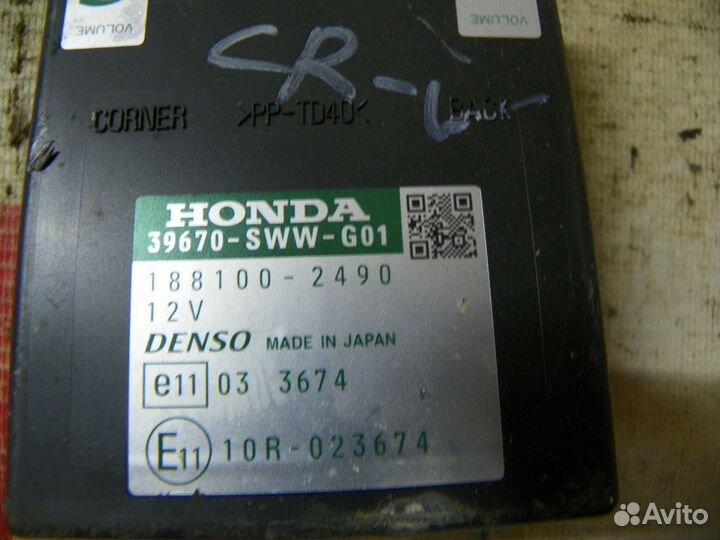 VOLUME VOLUME
CR-V
CORNER >PP-TD40< BACK
HONDA
39670-SWW-G01
188100-2490
12V
DENSO MADE IN JAPAN
e11 03 3674
E11 10R-023674
Avito